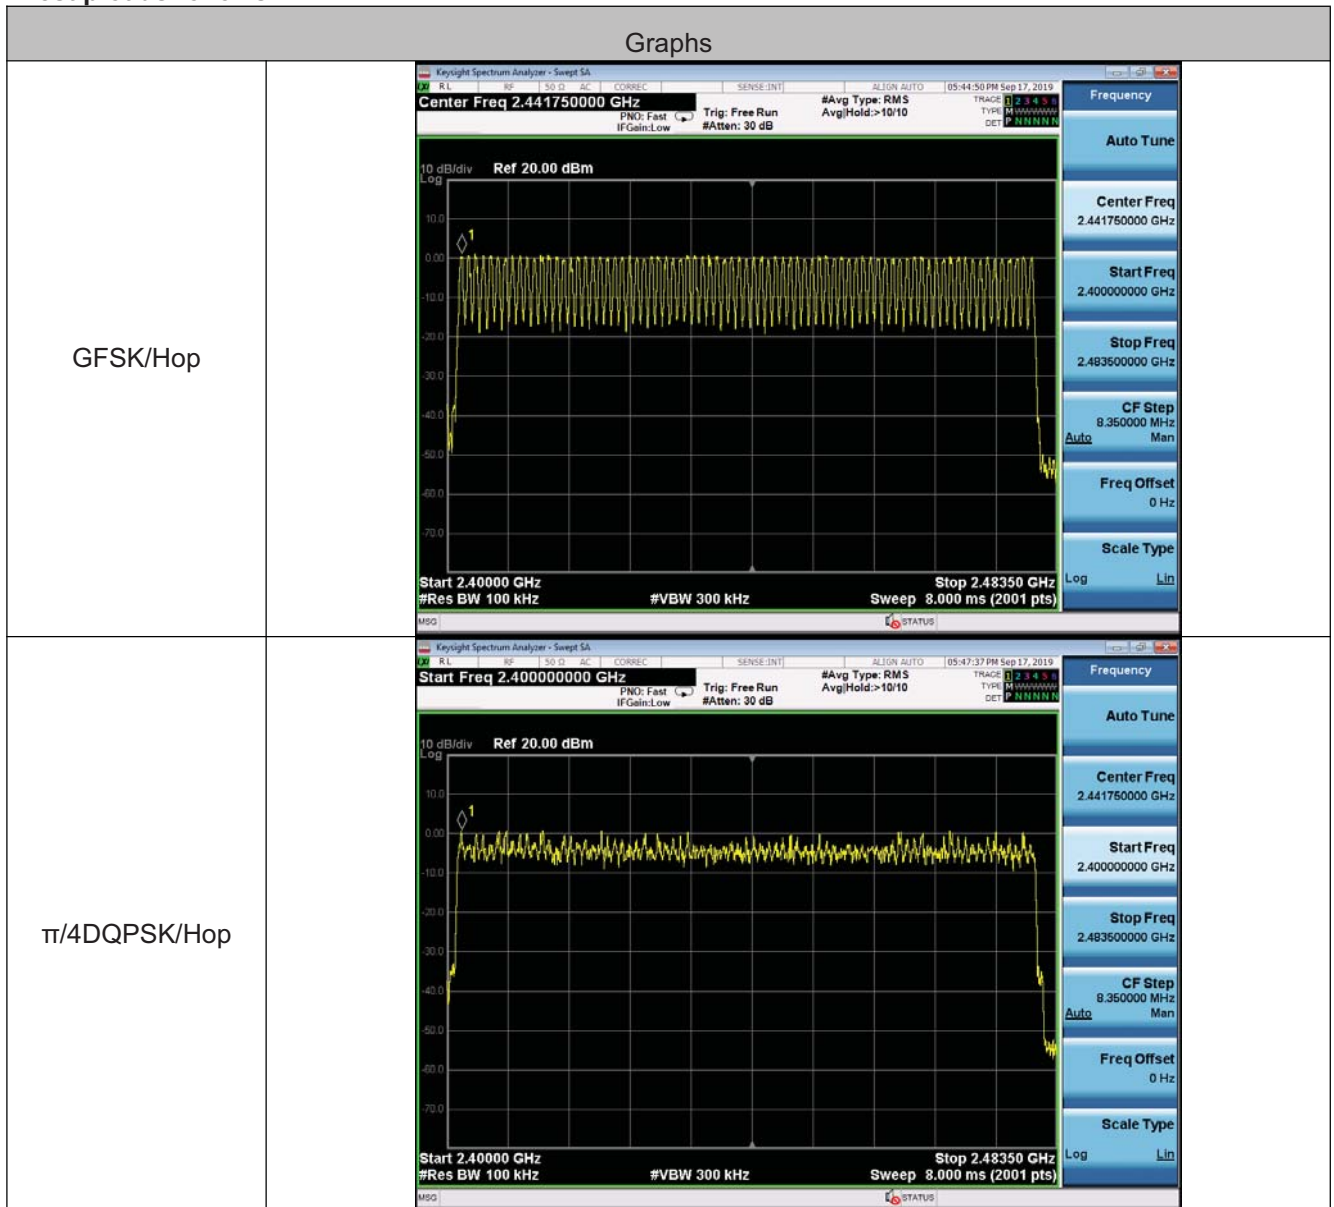 Graphs
GFSK/Hop
Keysight Spectrum Analyzer - Swept SA
RL RF 50 Ω AC CORREC SENSE:INT ALIGN AUTO 05:44:50 PM Sep 17, 2019
Center Freq 2.441750000 GHz
#Avg Type: RMS
TRACE 1 2 3 4 5 6
PNO: Fast Trig: Free Run Avg|Hold:>10/10
TYPE M WWWWW
IFGain:Low #Atten: 30 dB
DET P N N N N N
10 dB/div Ref 20.00 dBm
Log
10.0
1
0.00
-10.0
-20.0
-30.0
-40.0
-50.0
-60.0
-70.0
Start 2.40000 GHz Stop 2.48350 GHz
#Res BW 100 kHz #VBW 300 kHz Sweep 8.000 ms (2001 pts)
MSG STATUS
Frequency
Auto Tune
Center Freq
2.441750000 GHz
Start Freq
2.400000000 GHz
Stop Freq
2.483500000 GHz
CF Step
8.350000 MHz
Auto Man
Freq Offset
0 Hz
Scale Type
Log Lin
π/4DQPSK/Hop
Keysight Spectrum Analyzer - Swept SA
RL RF 50 Ω AC CORREC SENSE:INT ALIGN AUTO 05:47:37 PM Sep 17, 2019
Start Freq 2.400000000 GHz
#Avg Type: RMS
TRACE 1 2 3 4 5 6
PNO: Fast Trig: Free Run Avg|Hold:>10/10
TYPE M WWWWW
IFGain:Low #Atten: 30 dB
DET P N N N N N
10 dB/div Ref 20.00 dBm
Log
10.0
1
0.00
-10.0
-20.0
-30.0
-40.0
-50.0
-60.0
-70.0
Start 2.40000 GHz Stop 2.48350 GHz
#Res BW 100 kHz #VBW 300 kHz Sweep 8.000 ms (2001 pts)
MSG STATUS
Frequency
Auto Tune
Center Freq
2.441750000 GHz
Start Freq
2.400000000 GHz
Stop Freq
2.483500000 GHz
CF Step
8.350000 MHz
Auto Man
Freq Offset
0 Hz
Scale Type
Log Lin